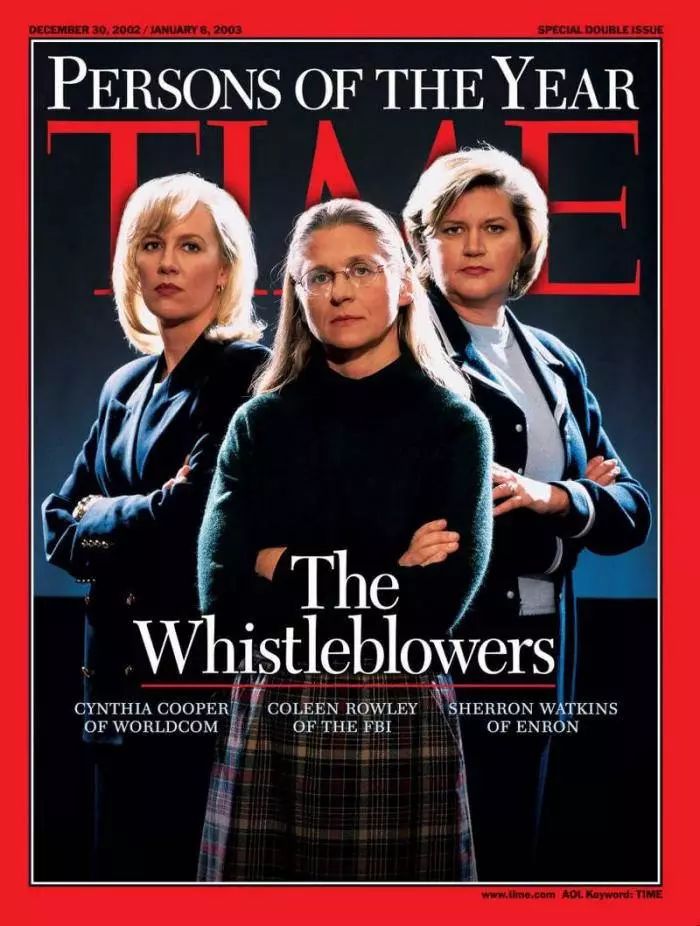 DECEMBER 30, 2002 / JANUARY 6, 2003 SPECIAL DOUBLE ISSUE
PERSONS OF THE YEAR
TIME
The
Whistleblowers
CYNTHIA COOPER COLEEN ROWLEY SHERRON WATKINS
OF WORLDCOM OF THE FBI OF ENRON
www.time.com AOL Keyword: TIME